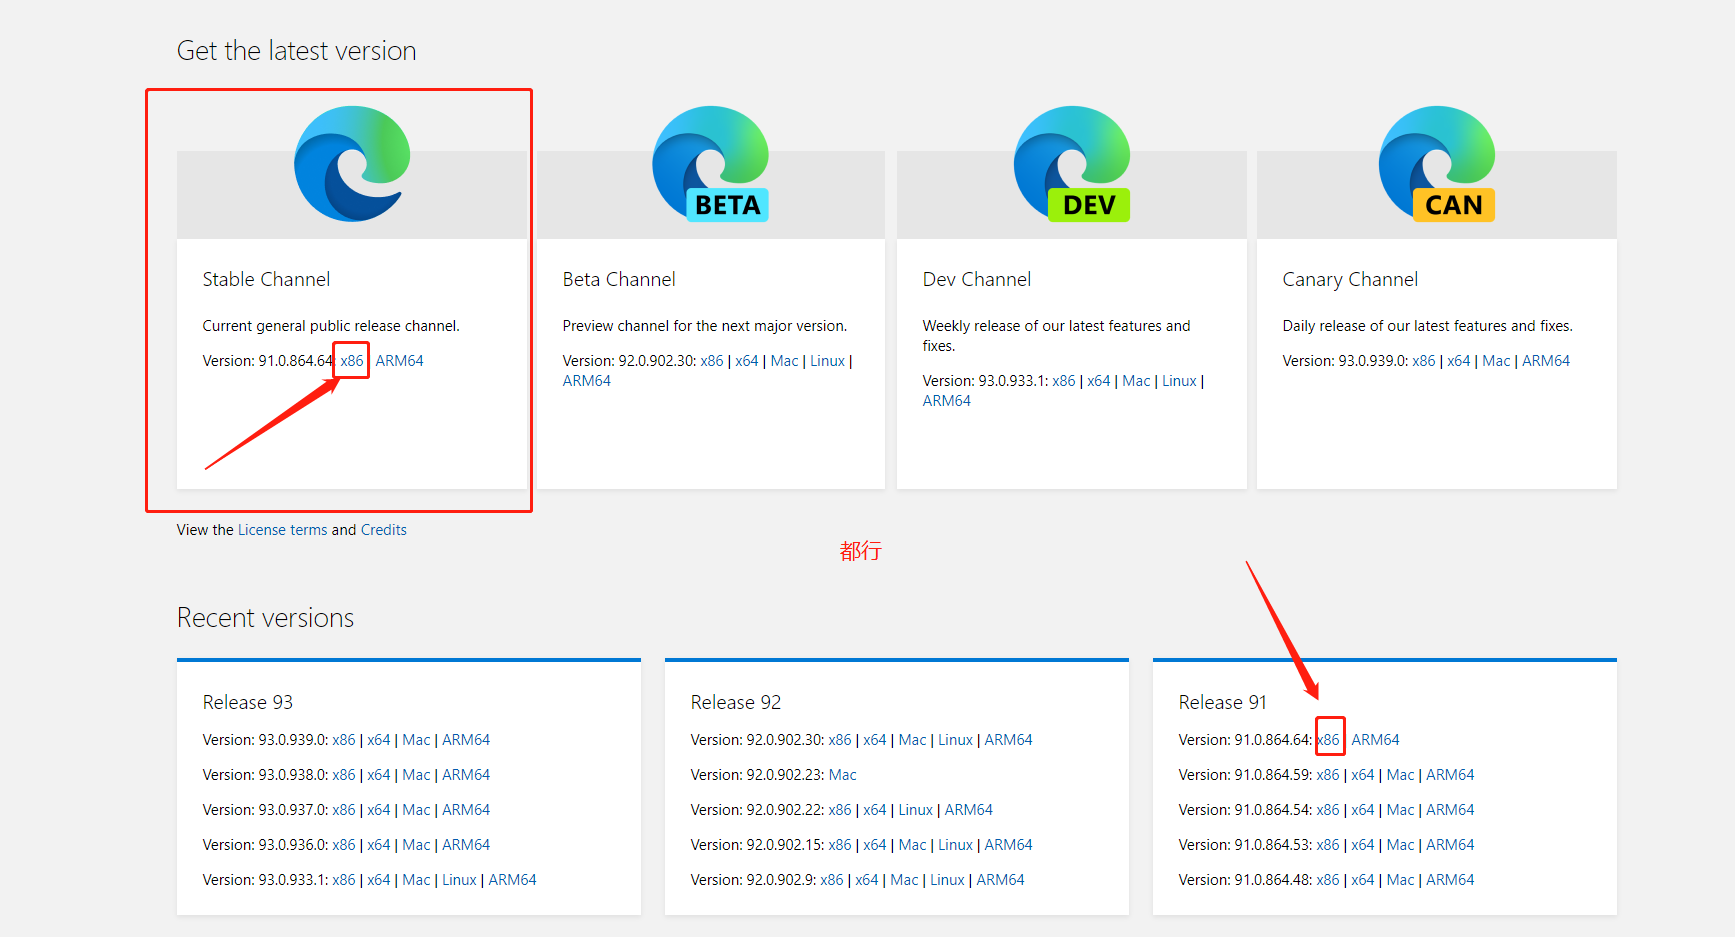 Get the latest version
BETA
DEV
CAN
Stable Channel
Current general public release channel.
Version: 91.0.864.64: x86 ARM64
Beta Channel
Preview channel for the next major version.
Version: 92.0.902.30: x86 | x64 | Mac | Linux |
ARM64
Dev Channel
Weekly release of our latest features and
fixes.
Version: 93.0.933.1: x86 | x64 | Mac | Linux |
ARM64
Canary Channel
Daily release of our latest features and fixes.
Version: 93.0.939.0: x86 | x64 | Mac | ARM64
View the License terms and Credits
都行
Recent versions
Release 93
Version: 93.0.939.0: x86 | x64 | Mac | ARM64
Version: 93.0.938.0: x86 | x64 | Mac | ARM64
Version: 93.0.937.0: x86 | x64 | Mac | ARM64
Version: 93.0.936.0: x86 | x64 | Mac | ARM64
Version: 93.0.933.1: x86 | x64 | Mac | Linux | ARM64
Release 92
Version: 92.0.902.30: x86 | x64 | Mac | Linux | ARM64
Version: 92.0.902.23: Mac
Version: 92.0.902.22: x86 | x64 | Linux | ARM64
Version: 92.0.902.15: x86 | x64 | Mac | Linux | ARM64
Version: 92.0.902.9: x86 | x64 | Mac | Linux | ARM64
Release 91
Version: 91.0.864.64: x86 ARM64
Version: 91.0.864.59: x86 | x64 | Mac | ARM64
Version: 91.0.864.54: x86 | x64 | Mac | ARM64
Version: 91.0.864.53: x86 | x64 | Mac | ARM64
Version: 91.0.864.48: x86 | x64 | Mac | ARM64